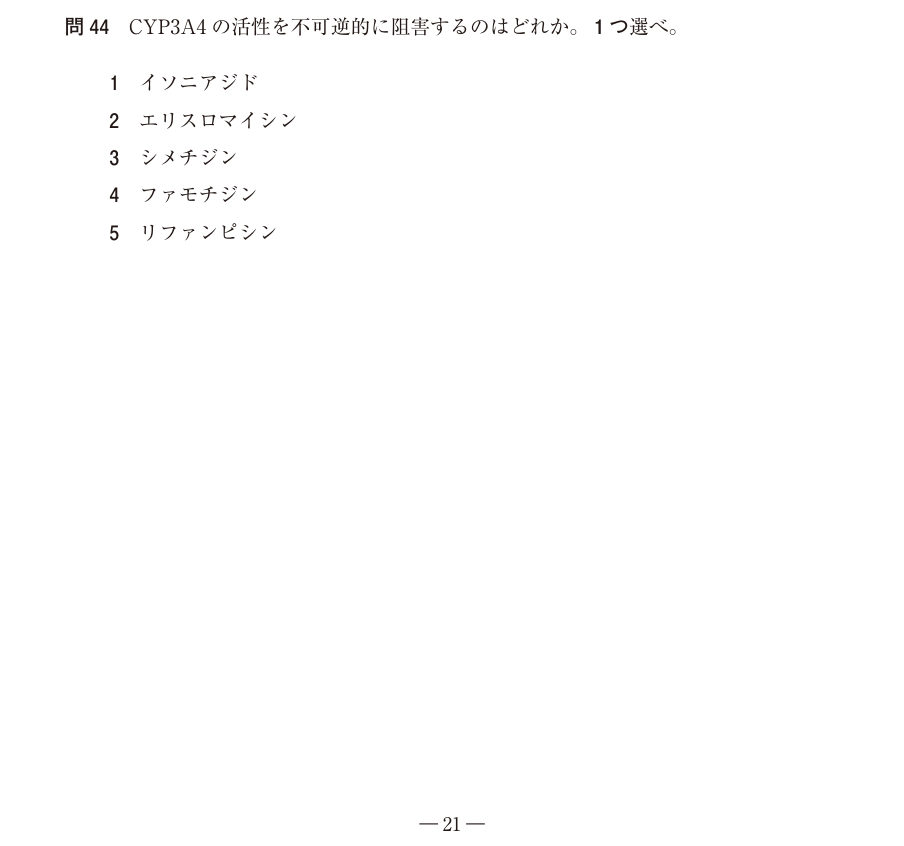 問 44 CYP3A4 の活性を不可逆的に阻害するのはどれか。1つ選べ。
1 イソニアジド
2 エリスロマイシン
3 シメチジン
4 ファモチジン
5 リファンピシン
― 21 ―